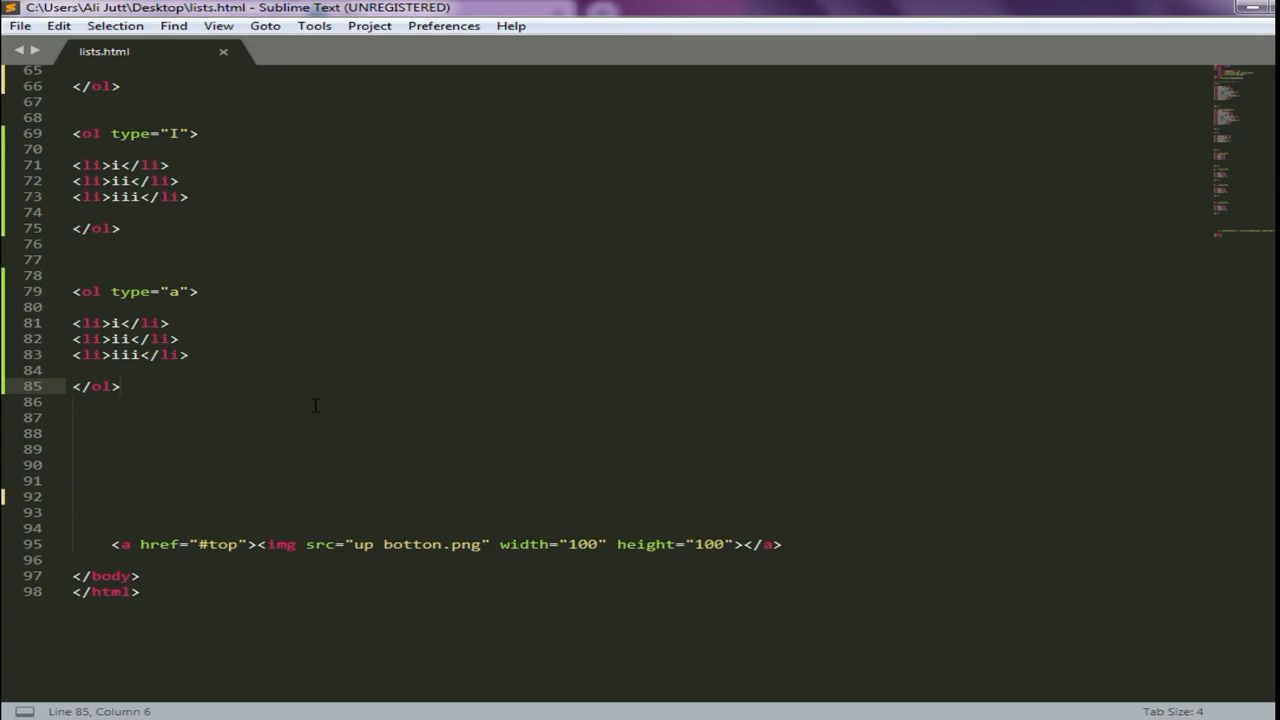 C:\Users\Ali Jutt\Desktop\lists.html - Sublime Text (UNREGISTERED)
File Edit Selection Find View Goto Tools Project Preferences Help
lists.html
65
66 </ol>
67
68
69 <ol type="I">
70
71 <li>i</li>
72 <li>ii</li>
73 <li>iii</li>
74
75 </ol>
76
77
78
79 <ol type="a">
80
81 <li>i</li>
82 <li>ii</li>
83 <li>iii</li>
84
85 </ol>
86
87
88
89
90
91
92
93
94
95 <a href="#top"><img src="up botton.png" width="100" height="100"></a>
96
97 </body>
98 </html>
Line 85, Column 6 Tab Size: 4